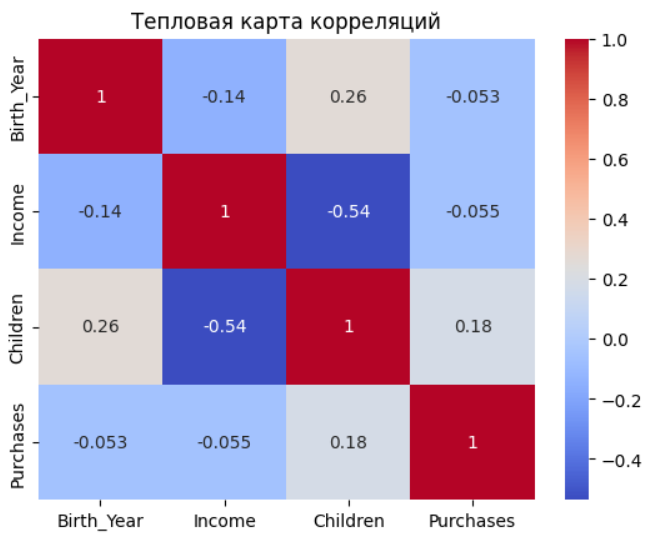 Тепловая карта корреляций
Birth_Year
1
-0.14
0.26
-0.053
Income
-0.14
1
-0.54
-0.055
Children
0.26
-0.54
1
0.18
Purchases
-0.053
-0.055
0.18
1
Birth_Year
Income
Children
Purchases
1.0
0.8
0.6
0.4
0.2
0.0
-0.2
-0.4